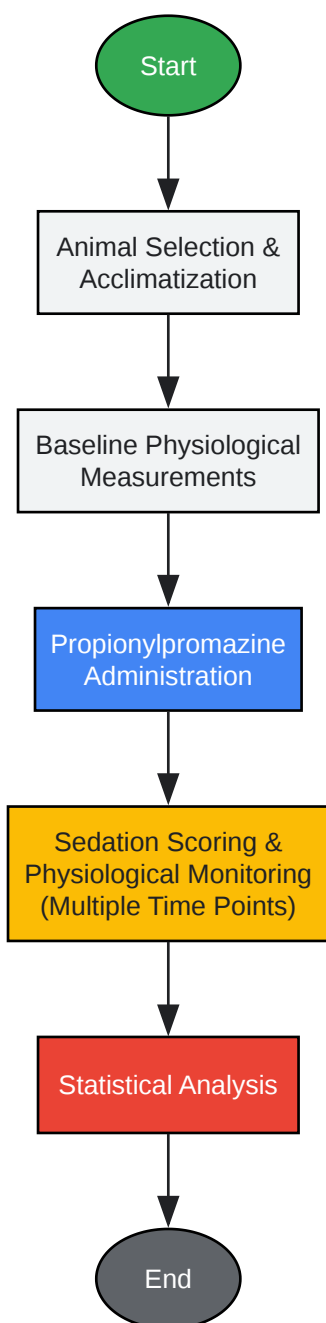 Start
Animal Selection &
Acclimatization
Baseline Physiological
Measurements
Propionylpromazine
Administration
Sedation Scoring &
Physiological Monitoring
(Multiple Time Points)
Statistical Analysis
End